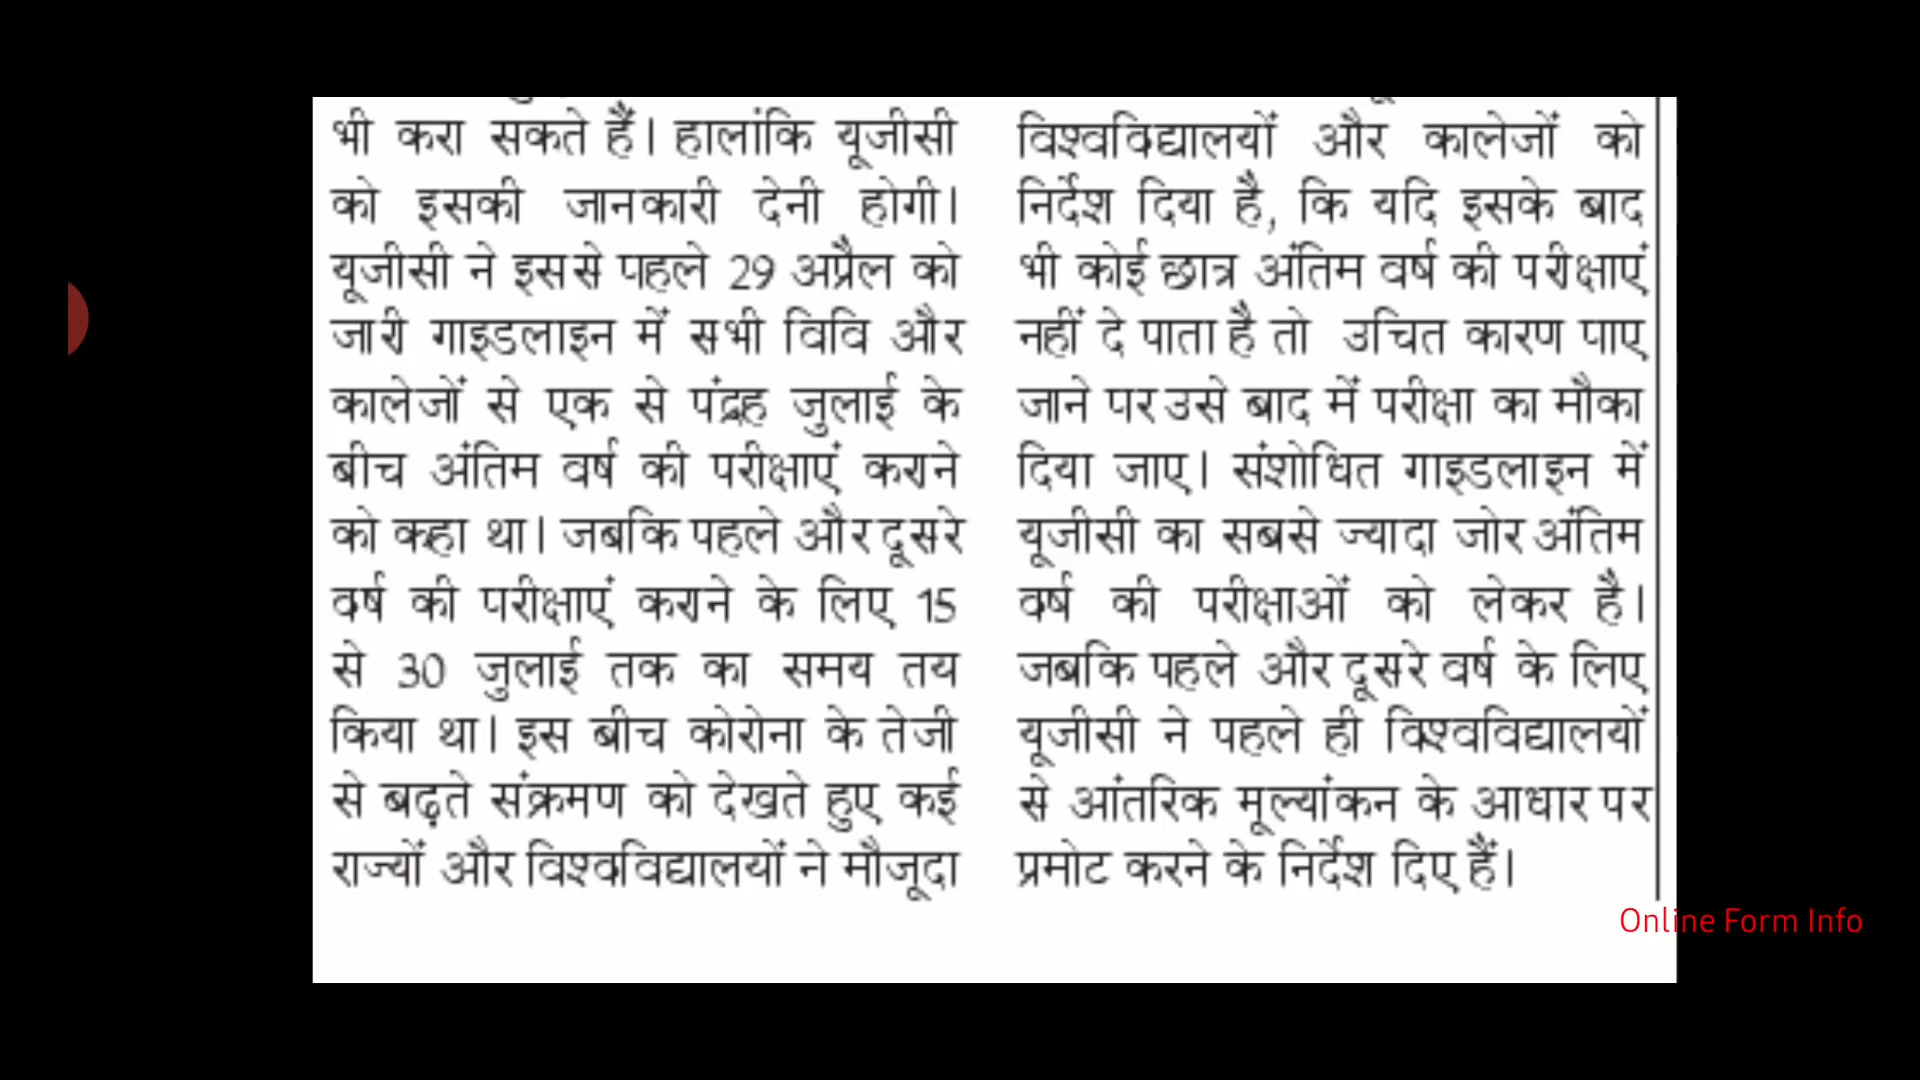 भी करा सकते हैं। हालांकि यूजीसी
को इसकी जानकारी देनी होगी।
यूजीसी ने इससे पहले 29 अप्रैल को
जारी गाइडलाइन में सभी विवि और
कालेजों से एक से पंद्रह जुलाई के
बीच अंतिम वर्ष की परीक्षाएं कराने
को कहा था। जबकि पहले और दूसरे
वर्ष की परीक्षाएं कराने के लिए 15
से 30 जुलाई तक का समय तय
किया था। इस बीच कोरोना के तेजी
से बढ़ते संक्रमण को देखते हुए कई
राज्यों और विश्वविद्यालयों ने मौजूदा
विश्वविद्यालयों और कालेजों को
निर्देश दिया है, कि यदि इसके बाद
भी कोई छात्र अंतिम वर्ष की परीक्षाएं
नहीं दे पाता है तो उचित कारण पाए
जाने पर उसे बाद में परीक्षा का मौका
दिया जाए। संशोधित गाइडलाइन में
यूजीसी का सबसे ज्यादा जोर अंतिम
वर्ष की परीक्षाओं को लेकर है।
जबकि पहले और दूसरे वर्ष के लिए
यूजीसी ने पहले ही विश्वविद्यालयों
से आंतरिक मूल्यांकन के आधार पर
प्रमोट करने के निर्देश दिए हैं।
Online Form Info